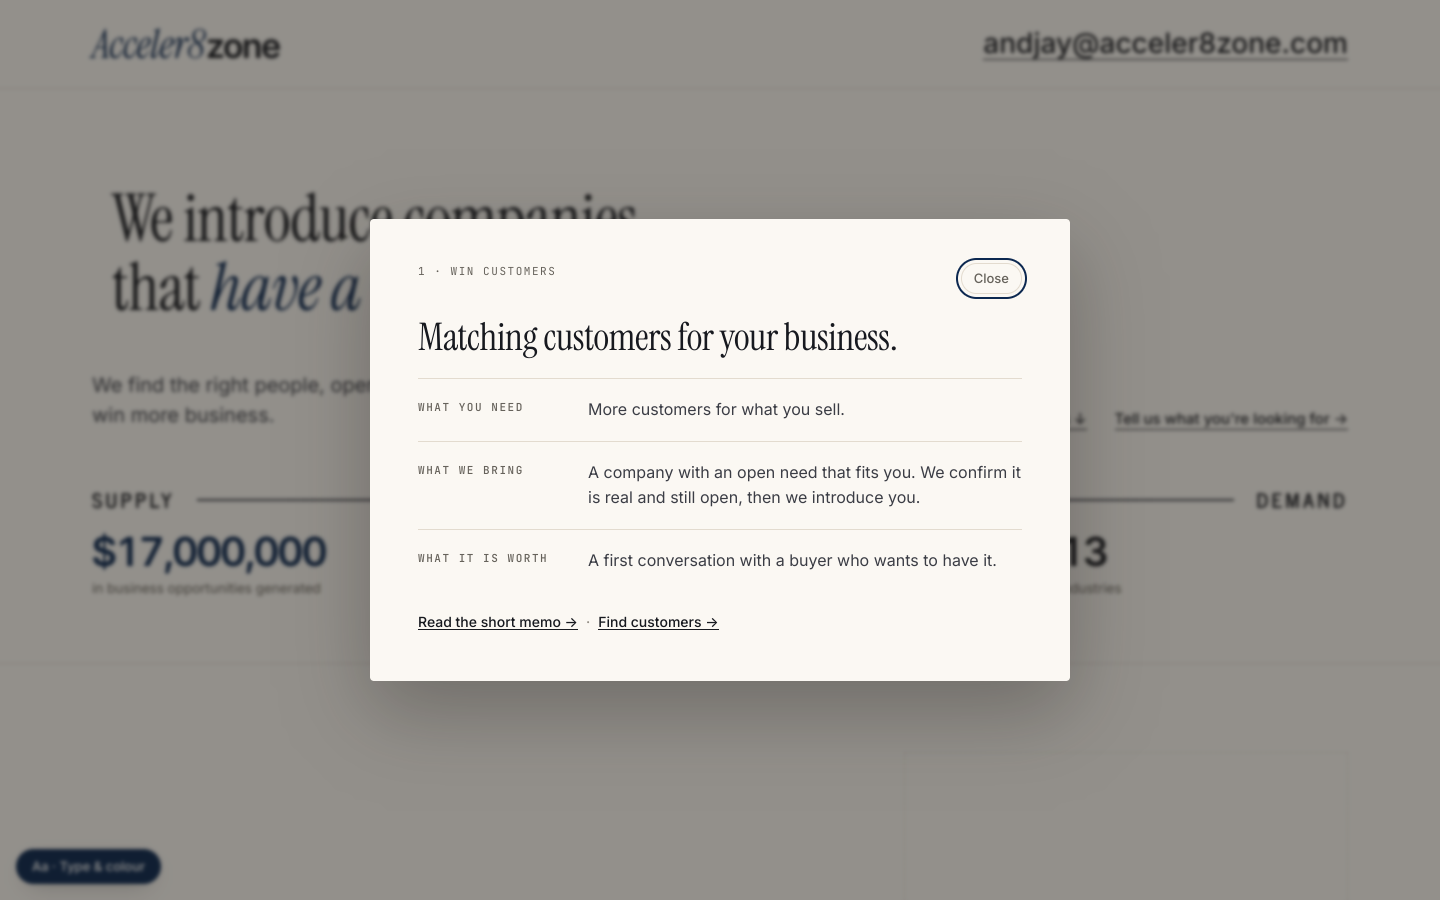 Acceler8zone
andjay@acceler8zone.com
We introduce companies
that have a
We find the right people, oper
win more business.
↓
Tell us what you're looking for →
SUPPLY
DEMAND
$17,000,000
13
in business opportunities generated
dustries
1 · WIN CUSTOMERS
Close
Matching customers for your business.
WHAT YOU NEED
More customers for what you sell.
WHAT WE BRING
A company with an open need that fits you. We confirm it
is real and still open, then we introduce you.
WHAT IT IS WORTH
A first conversation with a buyer who wants to have it.
Read the short memo → · Find customers →
Aa · Type & colour